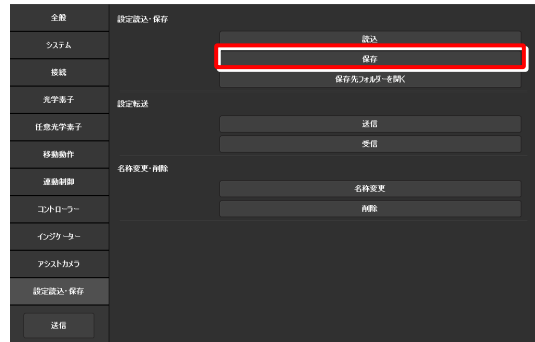 全般
システム
接続
光学素子
任意光学素子
移動動作
連動制御
コントローラー
インジケーター
アシストカメラ
設定読込・保存
送信
設定読込・保存
読込
保存
保存先フォルダーを開く
設定転送
送信
受信
名称変更・削除
名称変更
削除